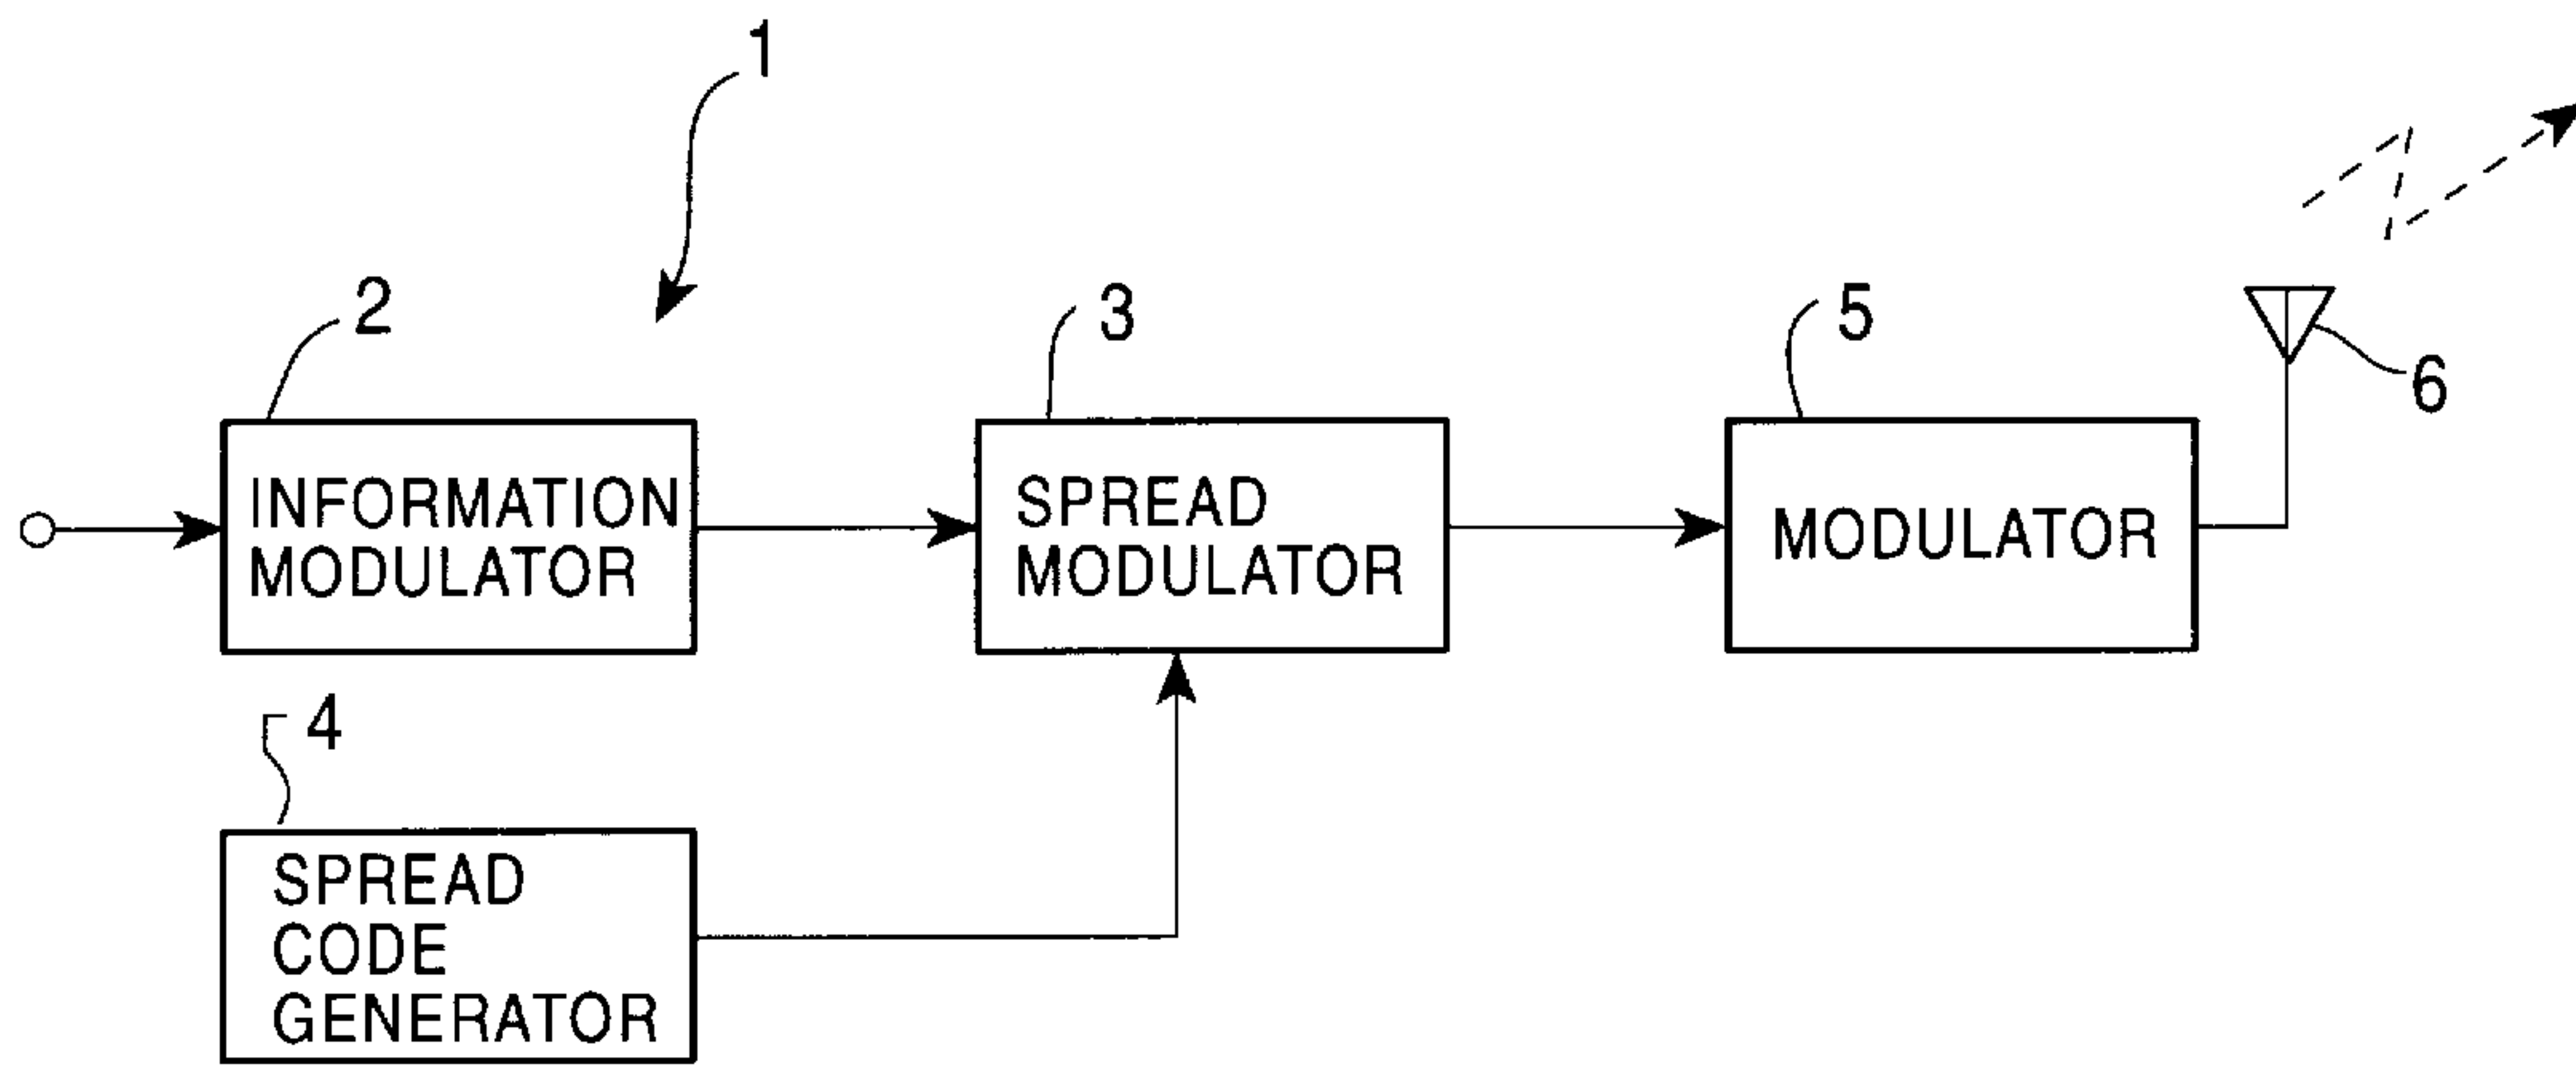 1
2
3
5
6
INFORMATION
MODULATOR
SPREAD
MODULATOR
MODULATOR
4
SPREAD
CODE
GENERATOR